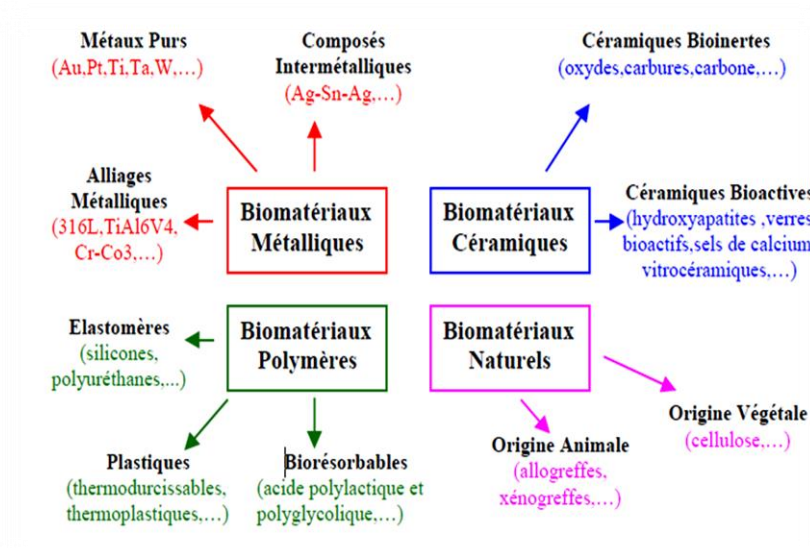 Métaux Purs
(Au,Pt,Ti,Ta,W,…)
Composés
Intermétalliques
(Ag-Sn-Ag,…)
Céramiques Bioinertes
(oxydes,carbures,carbone,…)
Alliages
Métalliques
(316L,TiAl6V4,
Cr-Co3,…)
Biomatériaux
Métalliques
Biomatériaux
Céramiques
Céramiques Bioactives
(hydroxyapatites ,verres
bioactifs,sels de calcium
vitrocéramiques,…)
Elastomères
(silicones,
polyuréthanes,...)
Biomatériaux
Polymères
Biomatériaux
Naturels
Origine Végétale
(cellulose,…)
Plastiques
(thermodurcissables,
thermoplastiques,…)
Biorésorbables
(acide polylactique et
polyglycolique,…)
Origine Animale
(allogreffes,
xénogreffes,…)